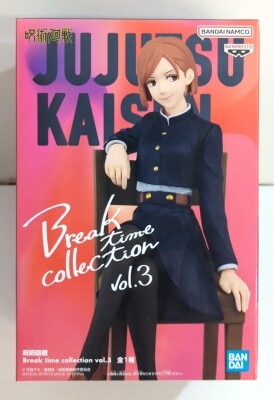 呪術廻戦
BANDAI NAMCO
BANPRESTO
JUJUTSU
KAISEN
Break
time
collection
vol.3
呪術廻戦
Break time collection vol.3 全1種
BANDAI